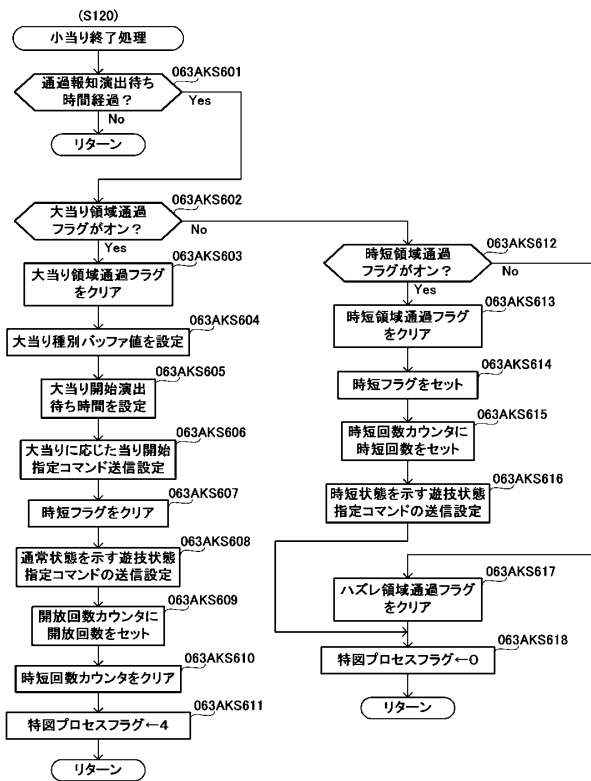 (S120)
小当り終了処理
063AKS601
通過報知演出待ち
時間経過？
Yes
No
リターン
063AKS602
大当り領域通過
フラグがオン？
No
Yes
063AKS603
大当り領域通過フラグ
をクリア
063AKS604
大当り種別バッファ値を設定
063AKS605
大当り開始演出
待ち時間を設定
063AKS606
大当りに応じた当り開始
指定コマンド送信設定
063AKS607
時短フラグをクリア
063AKS608
通常状態を示す遊技状態
指定コマンドの送信設定
063AKS609
開放回数カウンタに
開放回数をセット
063AKS610
時短回数カウンタをクリア
063AKS611
特図プロセスフラグ←4
リターン
063AKS612
時短領域通過
フラグがオン？
No
Yes
063AKS613
時短領域通過フラグ
をクリア
063AKS614
時短フラグをセット
063AKS615
時短回数カウンタに
時短回数をセット
063AKS616
時短状態を示す遊技状態
指定コマンドの送信設定
063AKS617
ハズレ領域通過フラグ
をクリア
063AKS618
特図プロセスフラグ←0
リターン